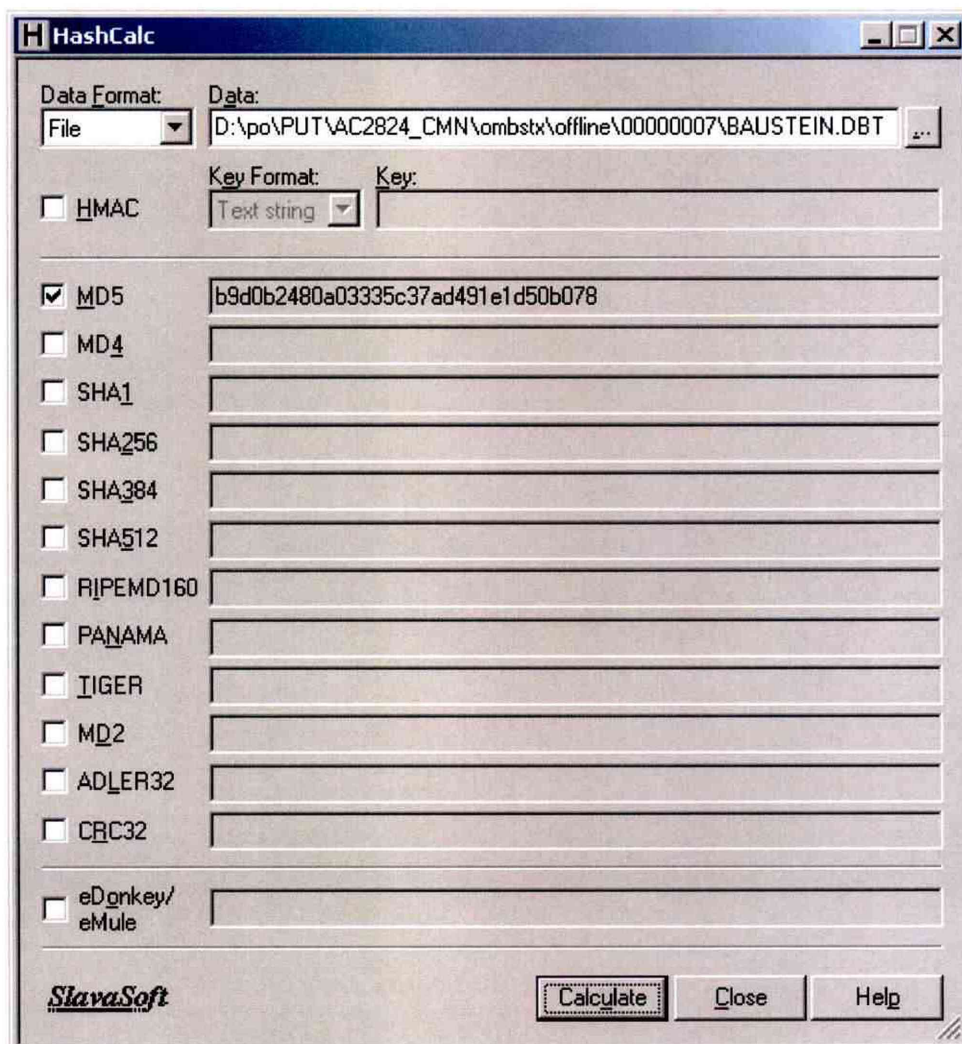 HashCalc
Data Format: Data:
File D:\po\PUT\AC2824_CMN\ombstx\offline\00000007\BAUSTEIN.DBT ...
Key Format: Key:
HMAC Text string
MD5 b9d0b2480a03335c37ad491e1d50b078
MD4
SHA1
SHA256
SHA384
SHA512
RIPEMD160
PANAMA
TIGER
MD2
ADLER32
CRC32
eDonkey/
eMule
SlavaSoft Calculate Close Help